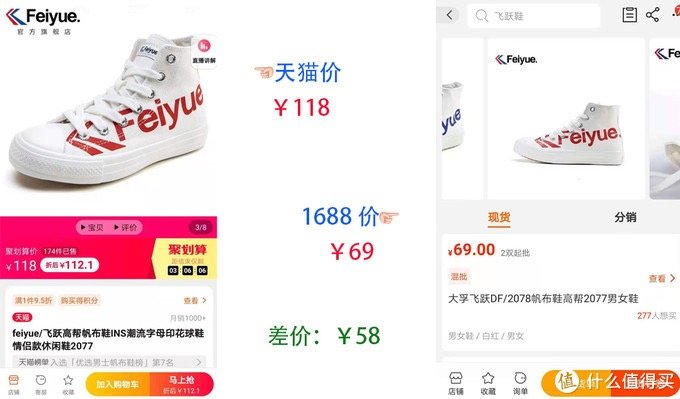 Feiyue.
官方旗舰店
直播讲解
Feiyue.
宝贝
评价
3/8
聚划算价
174件已售
¥118
折后¥112.1
聚划算
距结束仅剩
03:06:06
满1件9.5折
购买得积分
查看 >
天猫
月销1000+
feiyue/飞跃高帮帆布鞋INS潮流字母印花球鞋
情侣款休闲鞋2077
天猫榜单 入选「优选男士帆布鞋榜」第7名
店铺
客服
收藏
加入购物车
马上抢
折后¥112.1
天猫价
¥118
1688 价
¥69
差价：¥58
飞跃鞋
Feiyue.
Feiyue.
现货
分销
¥69.00
2双起批
混批
查看 >
大孚飞跃DF/2078帆布鞋高帮2077男女鞋
277人想买
男女鞋 / 白红 / 男女
店铺
收藏
询单
值 什么值得买